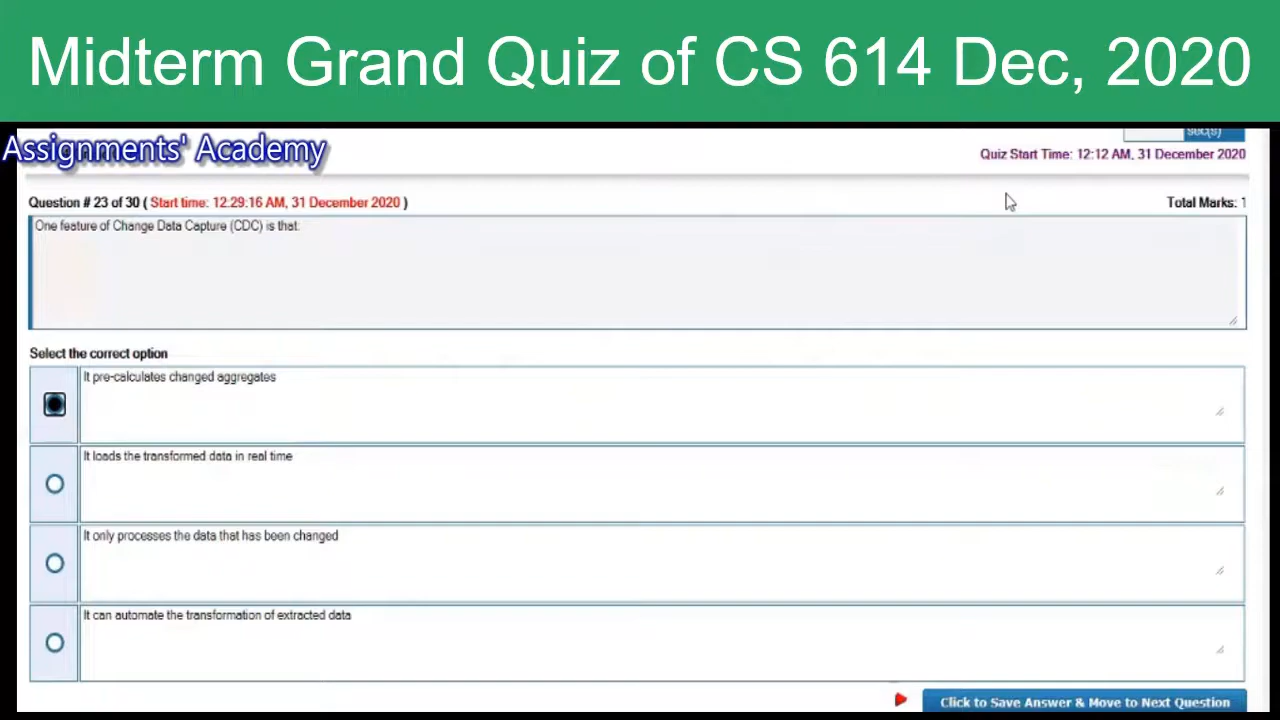 Midterm Grand Quiz of CS 614 Dec, 2020
Assignments' Academy
sec(s)
Quiz Start Time: 12:12 AM, 31 December 2020
Question # 23 of 30 ( Start time: 12:29:16 AM, 31 December 2020 )
Total Marks: 1
One feature of Change Data Capture (CDC) is that:
Select the correct option
It pre-calculates changed aggregates
It loads the transformed data in real time
It only processes the data that has been changed
It can automate the transformation of extracted data
Click to Save Answer & Move to Next Question